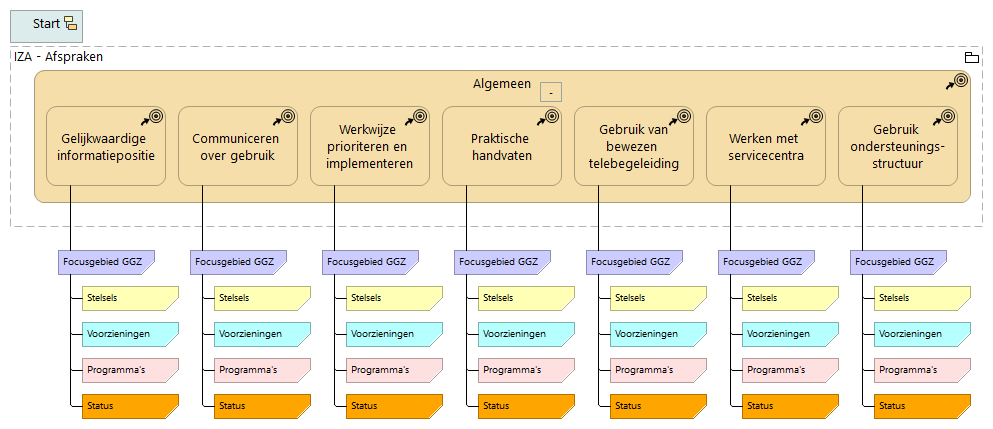 Start
IZA - Afspraken
Algemeen
-
Gelijkwaardige
informatiepositie
Communiceren
over gebruik
Werkwijze
prioriteren en
implementeren
Praktische
handvaten
Gebruik van
bewezen
telebegeleiding
Werken met
servicecentra
Gebruik
ondersteunings-
structuur
Focusgebied GGZ
Focusgebied GGZ
Focusgebied GGZ
Focusgebied GGZ
Focusgebied GGZ
Focusgebied GGZ
Focusgebied GGZ
Stelsels
Stelsels
Stelsels
Stelsels
Stelsels
Stelsels
Stelsels
Voorzieningen
Voorzieningen
Voorzieningen
Voorzieningen
Voorzieningen
Voorzieningen
Voorzieningen
Programma's
Programma's
Programma's
Programma's
Programma's
Programma's
Programma's
Status
Status
Status
Status
Status
Status
Status